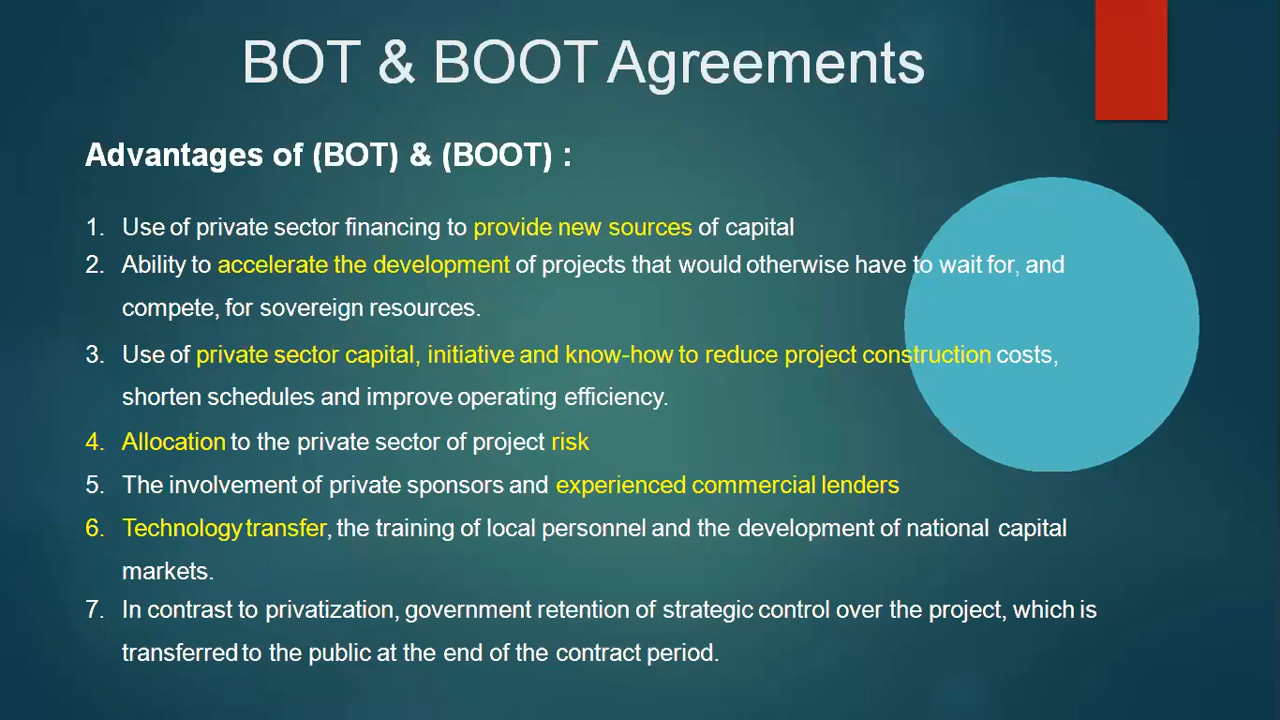 BOT & BOOT Agreements
Advantages of (BOT) & (BOOT) :
1. Use of private sector financing to provide new sources of capital
2. Ability to accelerate the development of projects that would otherwise have to wait for, and
compete, for sovereign resources.
3. Use of private sector capital, initiative and know-how to reduce project construction costs,
shorten schedules and improve operating efficiency.
4. Allocation to the private sector of project risk
5. The involvement of private sponsors and experienced commercial lenders
6. Technology transfer, the training of local personnel and the development of national capital
markets.
7. In contrast to privatization, government retention of strategic control over the project, which is
transferred to the public at the end of the contract period.